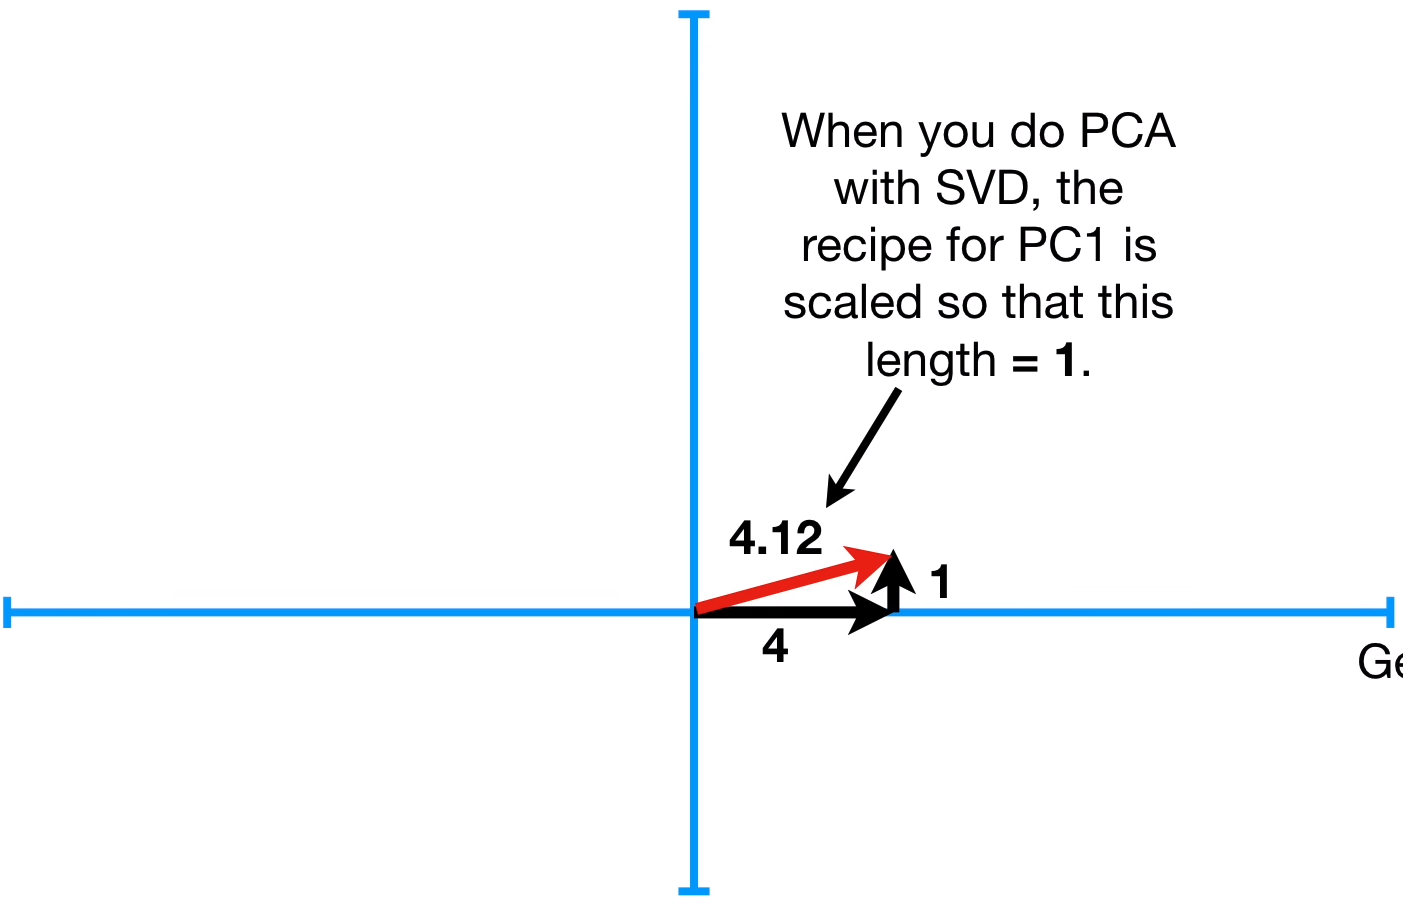 When you do PCA
with SVD, the
recipe for PC1 is
scaled so that this
length = 1.
4.12
1
4
Ge